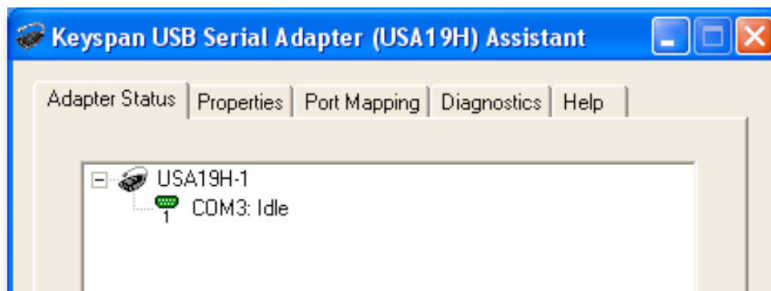 Keyspan USB Serial Adapter (USA19H) Assistant
Adapter Status Properties Port Mapping Diagnostics Help
USA19H-1
COM3: Idle
1